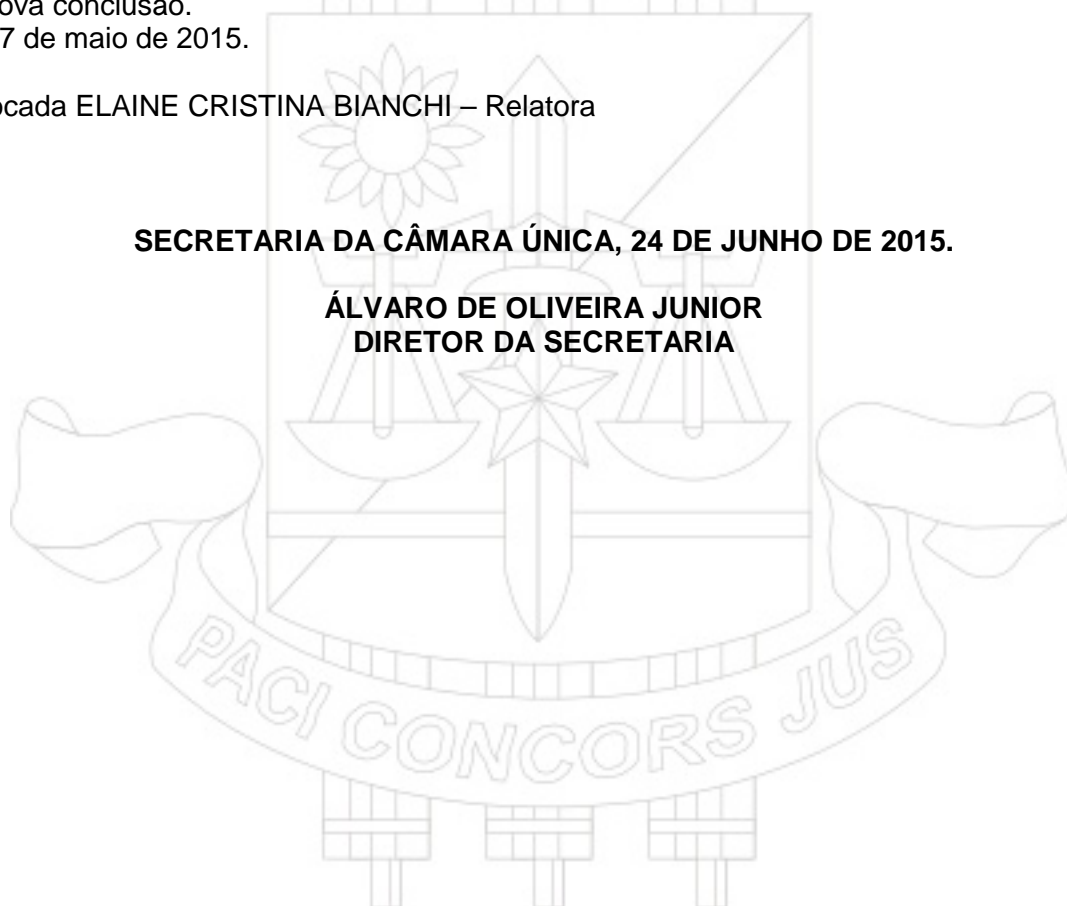 ova conclusão.
7 de maio de 2015.
ocada ELAINE CRISTINA BIANCHI – Relatora
SECRETARIA DA CÂMARA ÚNICA, 24 DE JUNHO DE 2015.
ÁLVARO DE OLIVEIRA JUNIOR
DIRETOR DA SECRETARIA
PACI CONCORS JUS